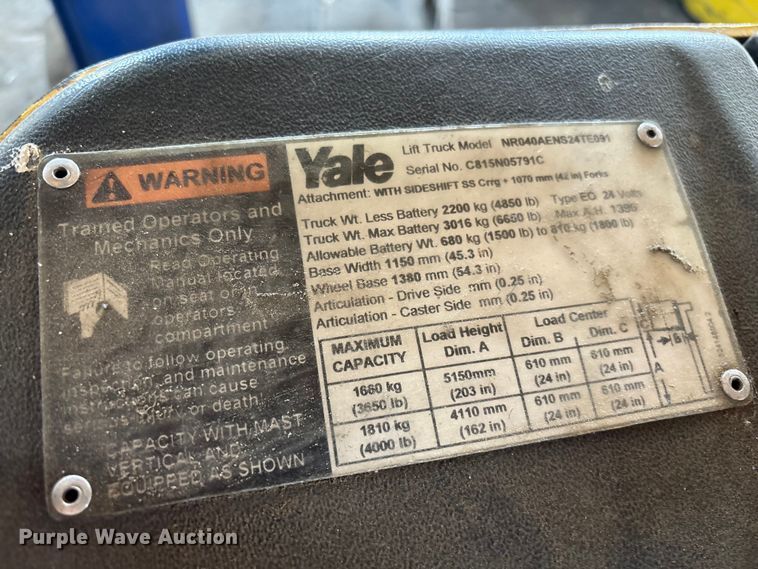 WARNING
Trained Operators and
Mechanics Only
Read Operating
Manual located
on seat or in
operators
compartment
Failure to follow operating,
inspection, and maintenance
instructions can cause
serious injury or death!
CAPACITY WITH MAST
VERTICAL AND
EQUIPPED AS SHOWN
Yale
Lift Truck Model NR040AENS24TE091
Serial No. C815N05791C
Attachment: WITH SIDESHIFT SS Crrg + 1070 mm (42 in) Forks
Truck Wt. Less Battery 2200 kg (4850 lb) Type EO 24 Volts
Truck Wt. Max Battery 3016 kg (6650 lb) Max A.H. 1395
Allowable Battery Wt. 680 kg (1500 lb) to 810 kg (1800 lb)
Base Width 1150 mm (45.3 in)
Wheel Base 1380 mm (54.3 in)
Articulation - Drive Side mm (0.25 in)
Articulation - Caster Side mm (0.25 in)
MAXIMUM CAPACITY Load Height Dim. A Load Center Dim. B Dim. C
1660 kg (3650 lb) 5150mm (203 in) 610 mm (24 in) 610 mm (24 in)
1810 kg (4000 lb) 4110 mm (162 in) 610 mm (24 in) 610 mm (24 in)
C
B
A
Purple Wave Auction